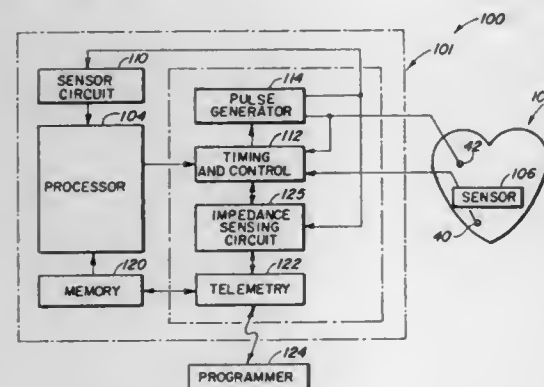 100
101
110
SENSOR
CIRCUIT
104
PROCESSOR
120
MEMORY
114
PULSE
GENERATOR
112
TIMING
AND CONTROL
125
IMPEDANCE
SENSING
CIRCUIT
122
TELEMETRY
124
PROGRAMMER
42
SENSOR
106
40